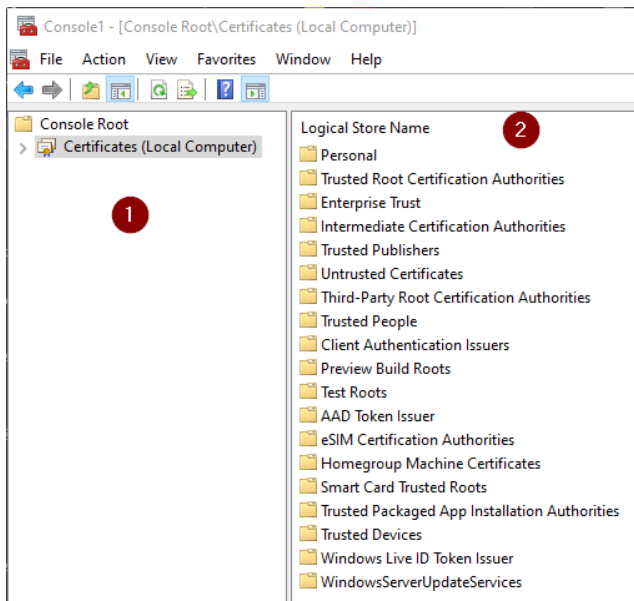 Console1 - [Console Root\Certificates (Local Computer)]
File Action View Favorites Window Help
Console Root
Certificates (Local Computer)
1
Logical Store Name
2
Personal
Trusted Root Certification Authorities
Enterprise Trust
Intermediate Certification Authorities
Trusted Publishers
Untrusted Certificates
Third-Party Root Certification Authorities
Trusted People
Client Authentication Issuers
Preview Build Roots
Test Roots
AAD Token Issuer
eSIM Certification Authorities
Homegroup Machine Certificates
Smart Card Trusted Roots
Trusted Packaged App Installation Authorities
Trusted Devices
Windows Live ID Token Issuer
WindowsServerUpdateServices